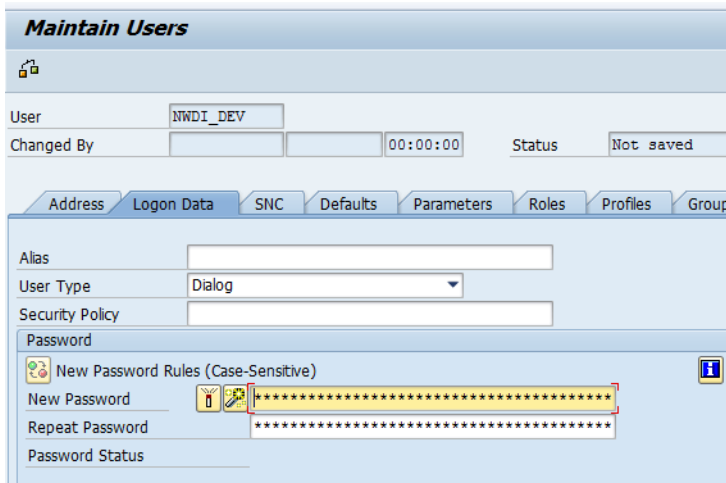 Maintain Users
User NWDI_DEV
Changed By 00:00:00 Status Not saved
Address Logon Data SNC Defaults Parameters Roles Profiles Group
Alias
User Type Dialog
Security Policy
Password
New Password Rules (Case-Sensitive)
New Password ****************************************
Repeat Password ****************************************
Password Status